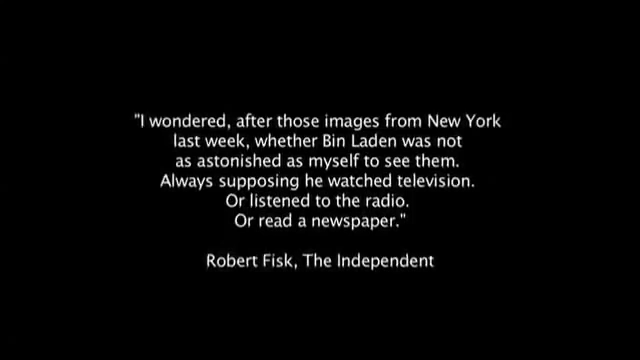 "I wondered, after those images from New York
last week, whether Bin Laden was not
as astonished as myself to see them.
Always supposing he watched television.
Or listened to the radio.
Or read a newspaper."
Robert Fisk, The Independent